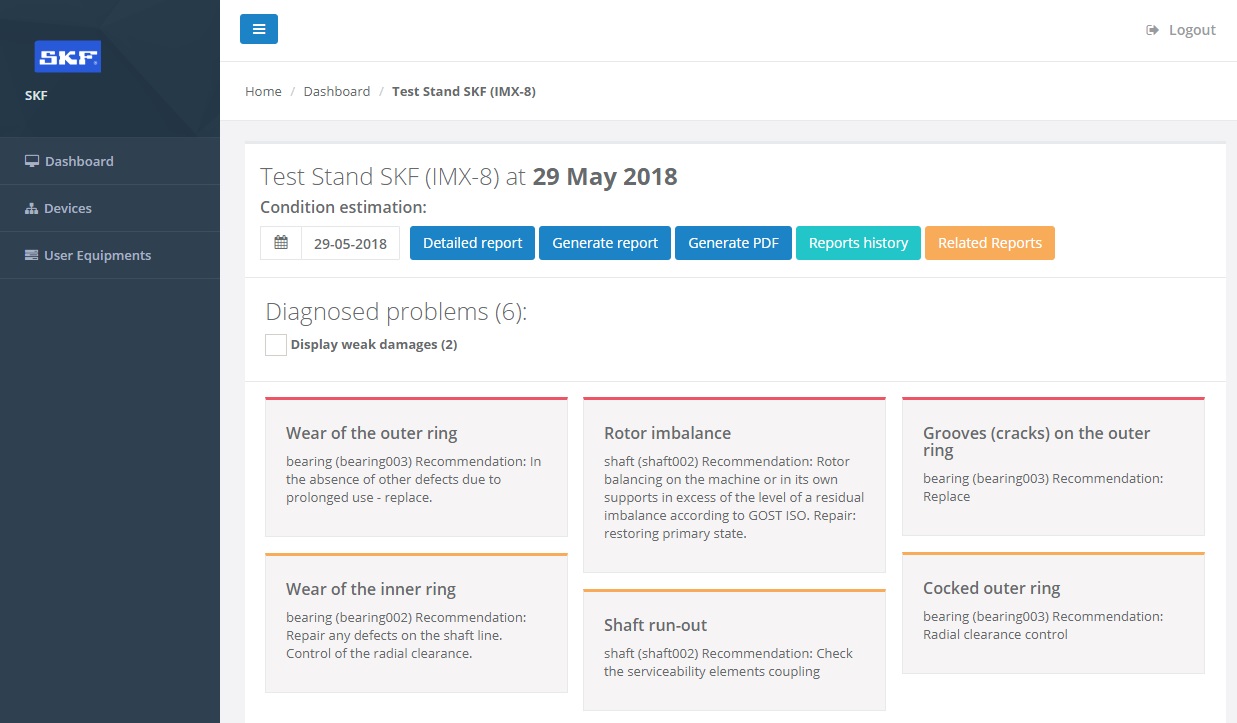 SKF
SKF
Dashboard
Devices
User Equipments
Logout
Home / Dashboard / Test Stand SKF (IMX-8)
Test Stand SKF (IMX-8) at 29 May 2018
Condition estimation:
29-05-2018 Detailed report Generate report Generate PDF Reports history Related Reports
Diagnosed problems (6):
Display weak damages (2)
Wear of the outer ring
bearing (bearing003) Recommendation: In
the absence of other defects due to
prolonged use - replace.
Rotor imbalance
shaft (shaft002) Recommendation: Rotor
balancing on the machine or in its own
supports in excess of the level of a residual
imbalance according to GOST ISO. Repair:
restoring primary state.
Grooves (cracks) on the outer
ring
bearing (bearing003) Recommendation:
Replace
Wear of the inner ring
bearing (bearing002) Recommendation:
Repair any defects on the shaft line.
Control of the radial clearance.
Shaft run-out
shaft (shaft002) Recommendation: Check
the serviceability elements coupling
Cocked outer ring
bearing (bearing003) Recommendation:
Radial clearance control